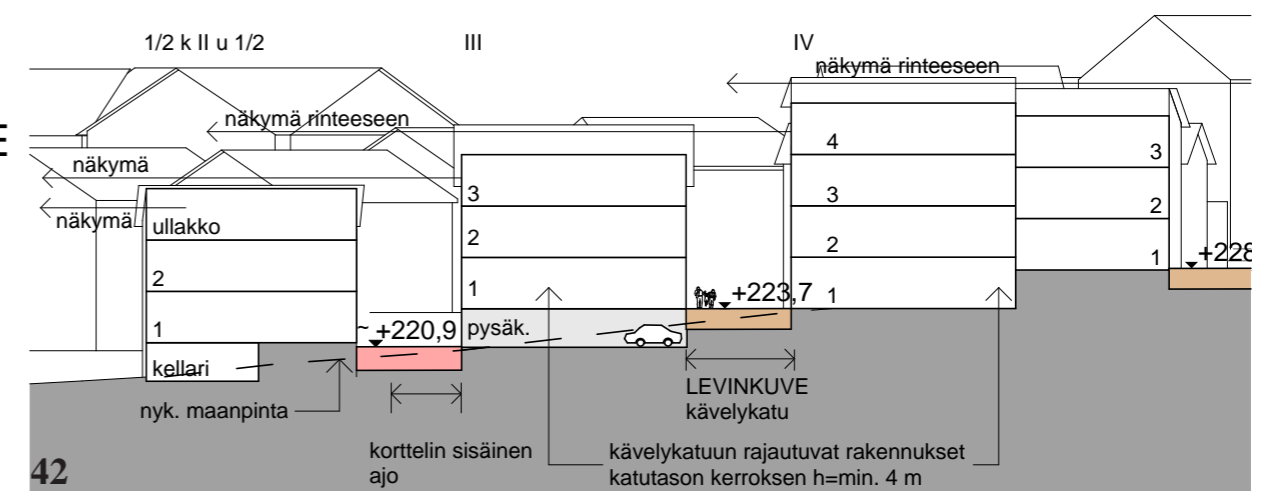 1/2 k II u 1/2
III
IV
näkymä rinteeseen
näkymä rinteeseen
E
näkymä
näkymä
ullakko
2
1
kellari
3
2
1
pysäk.
4
3
2
1
3
2
1
~ +220,9
+223,7
+228
nyk. maanpinta
LEVINKUVE
kävelykatu
korttelin sisäinen
ajo
kävelykatuun rajautuvat rakennukset
katutason kerroksen h=min. 4 m
42